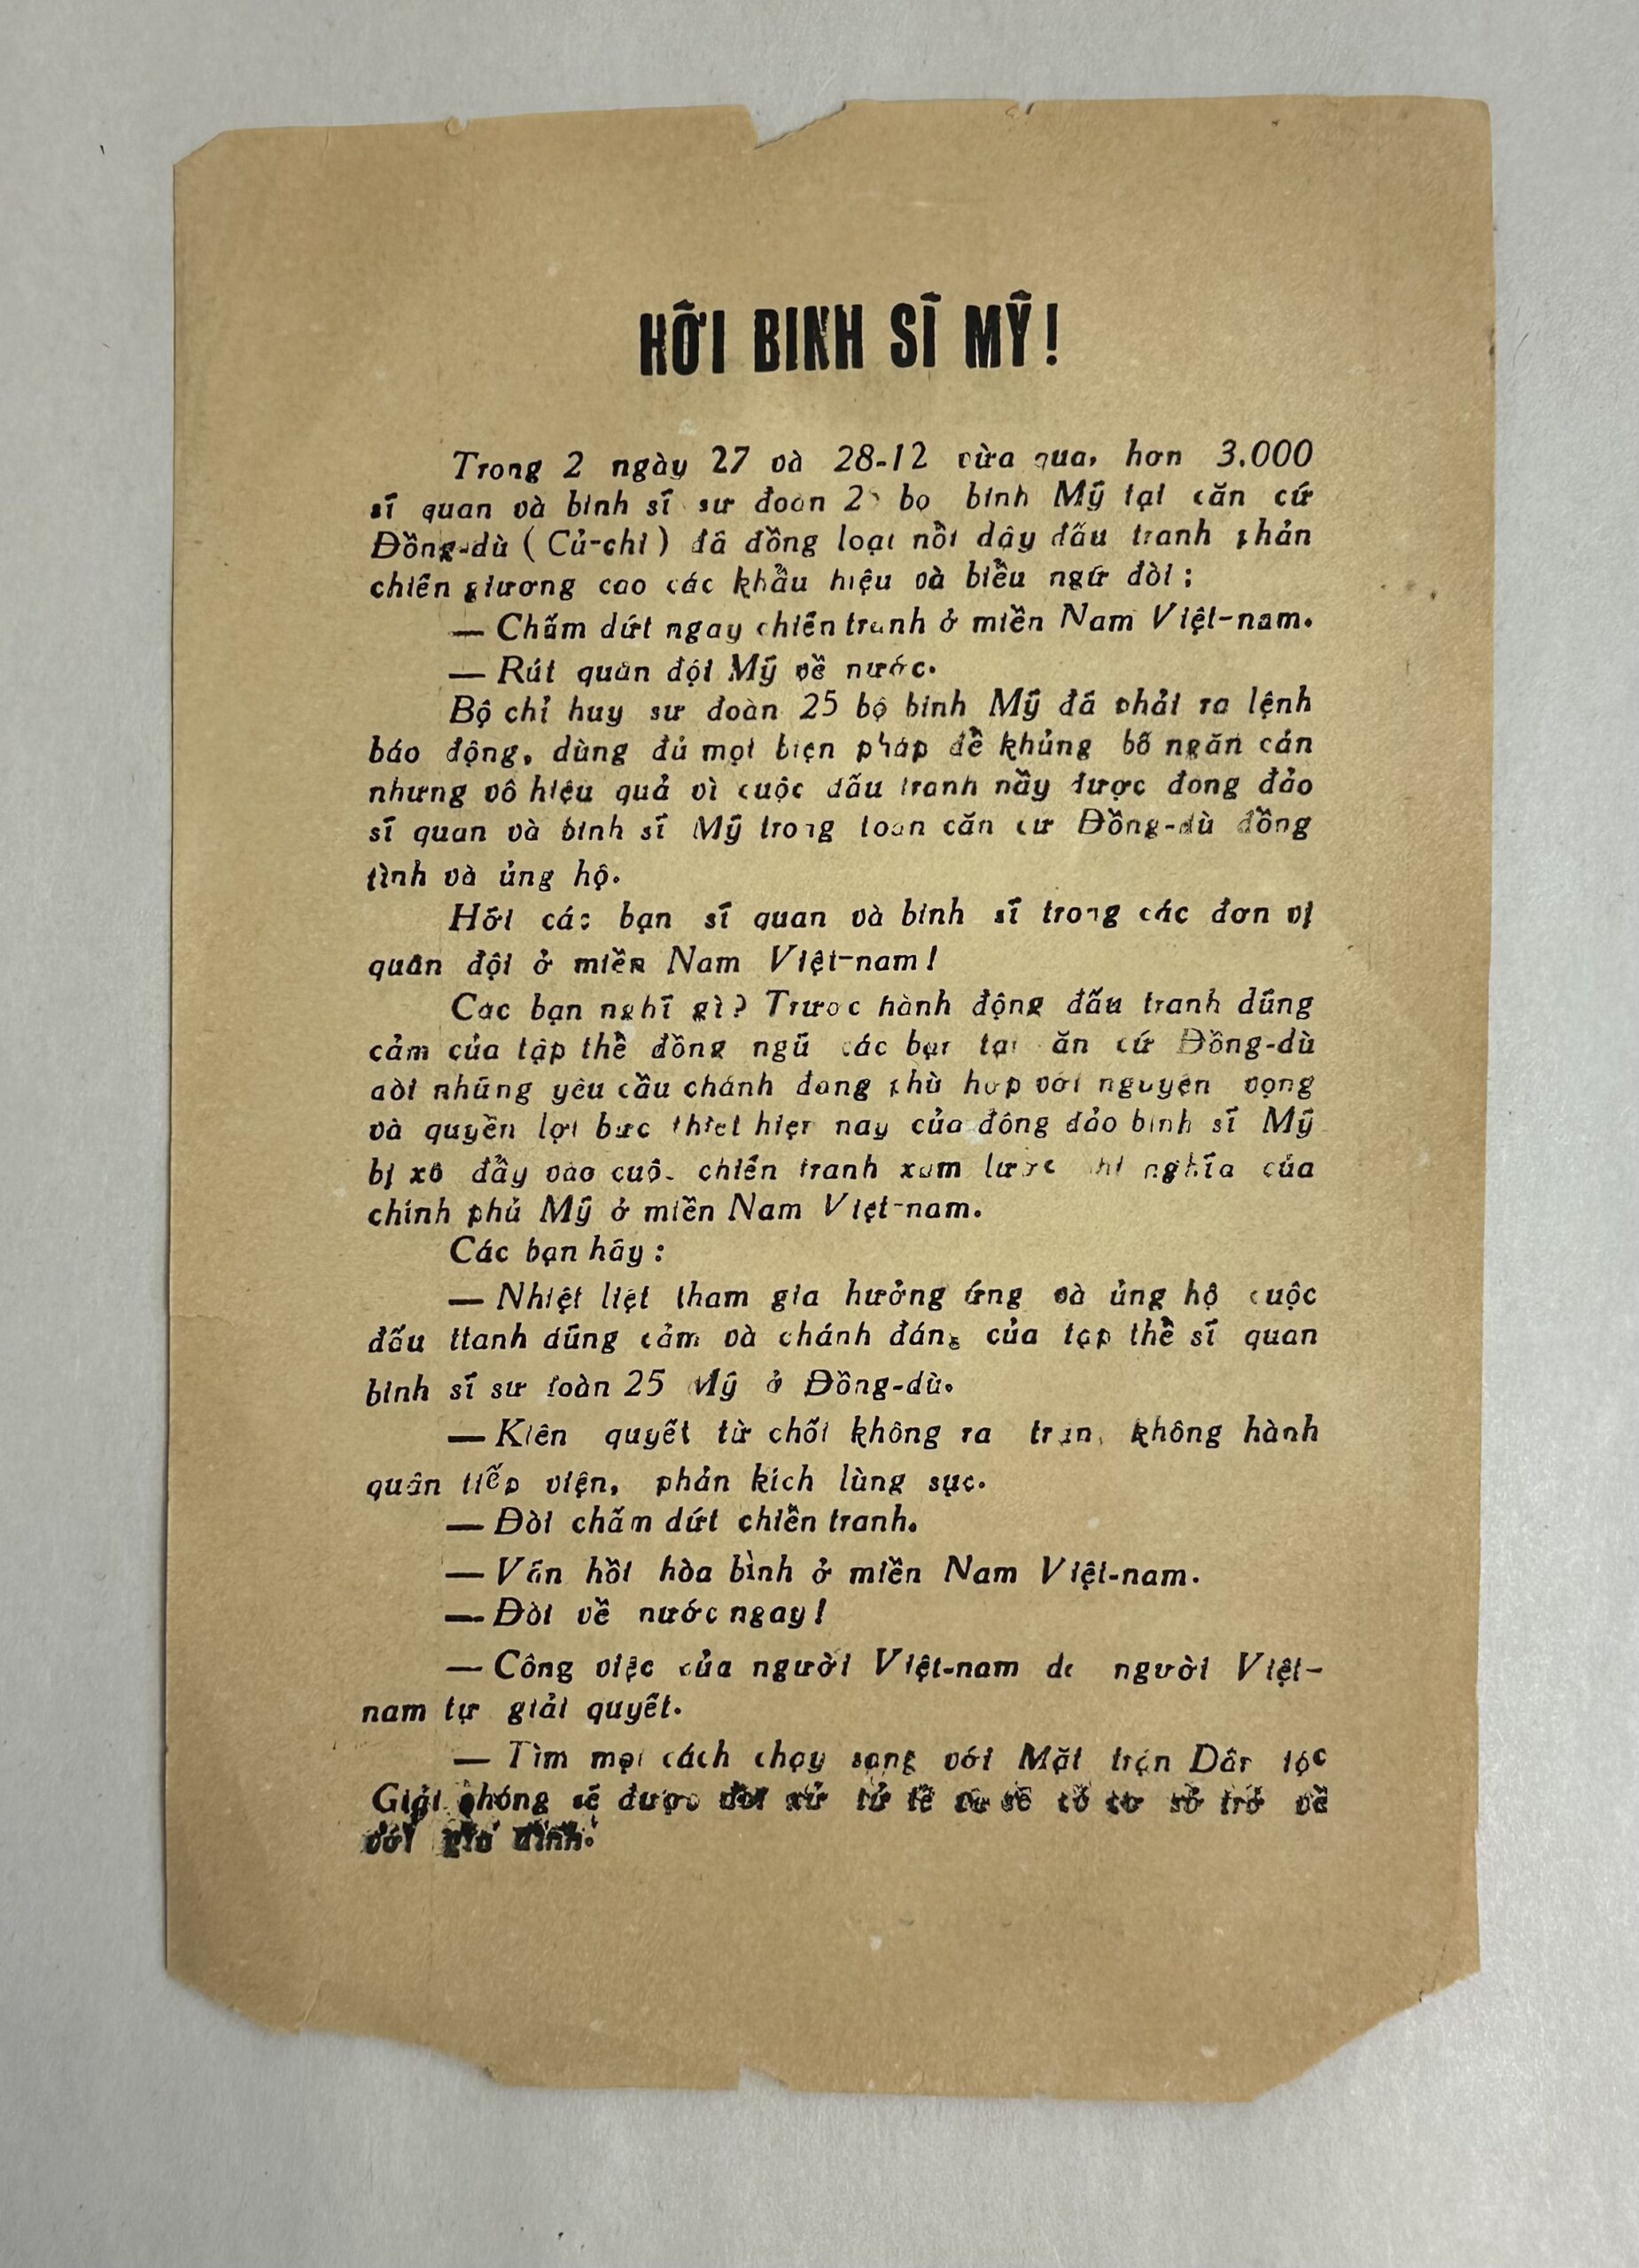 HỠI BINH SĨ MỸ!
Trong 2 ngày 27 và 28-12 vừa qua, hơn 3.000
sĩ quan và binh sĩ sư đoàn 25 bộ binh Mỹ tại căn cứ
Đồng-dù (Củ-chi) đã đồng loạt nổi dậy đấu tranh phản
chiến giương cao các khẩu hiệu và biểu ngữ đòi :
— Chấm dứt ngay chiến tranh ở miền Nam Việt-nam.
— Rút quân đội Mỹ về nước.
Bộ chỉ huy sư đoàn 25 bộ binh Mỹ đã phải ra lệnh
báo động, dùng đủ mọi biện pháp để khủng bố ngăn cản
nhưng vô hiệu quả vì cuộc đấu tranh nầy được đông đảo
sĩ quan và binh sĩ Mỹ trong toàn căn cứ Đồng-dù đồng
tình và ủng hộ.
Hỡi các bạn sĩ quan và binh sĩ trong các đơn vị
quân đội ở miền Nam Việt-nam!
Các bạn nghĩ gì? Trước hành động đấu tranh dũng
cảm của tập thể đồng ngũ các bạn tại căn cứ Đồng-dù
đòi những yêu cầu chánh đáng phù hợp với nguyện vọng
và quyền lợi bức thiết hiện nay của đông đảo binh sĩ Mỹ
bị xô đẩy vào cuộc chiến tranh xâm lược phi nghĩa của
chính phủ Mỹ ở miền Nam Việt-nam.
Các bạn hãy :
— Nhiệt liệt tham gia hưởng ứng và ủng hộ cuộc
đấu ttanh dũng cảm và chánh đáng của tập thể sĩ quan
binh sĩ sư đoàn 25 Mỹ ở Đồng-dù.
— Kiên quyết từ chối không ra trận, không hành
quân tiếp viện, phản kích lùng sục.
— Đòi chấm dứt chiến tranh.
— Vãn hồi hòa bình ở miền Nam Việt-nam.
— Đòi về nước ngay!
— Công việc của người Việt-nam do người Việt-
nam tự giải quyết.
— Tìm mọi cách chạy sang với Mặt trận Dân tộc
Giải phóng sẽ được đối xử tử tế và sẽ trở về
với gia đình.